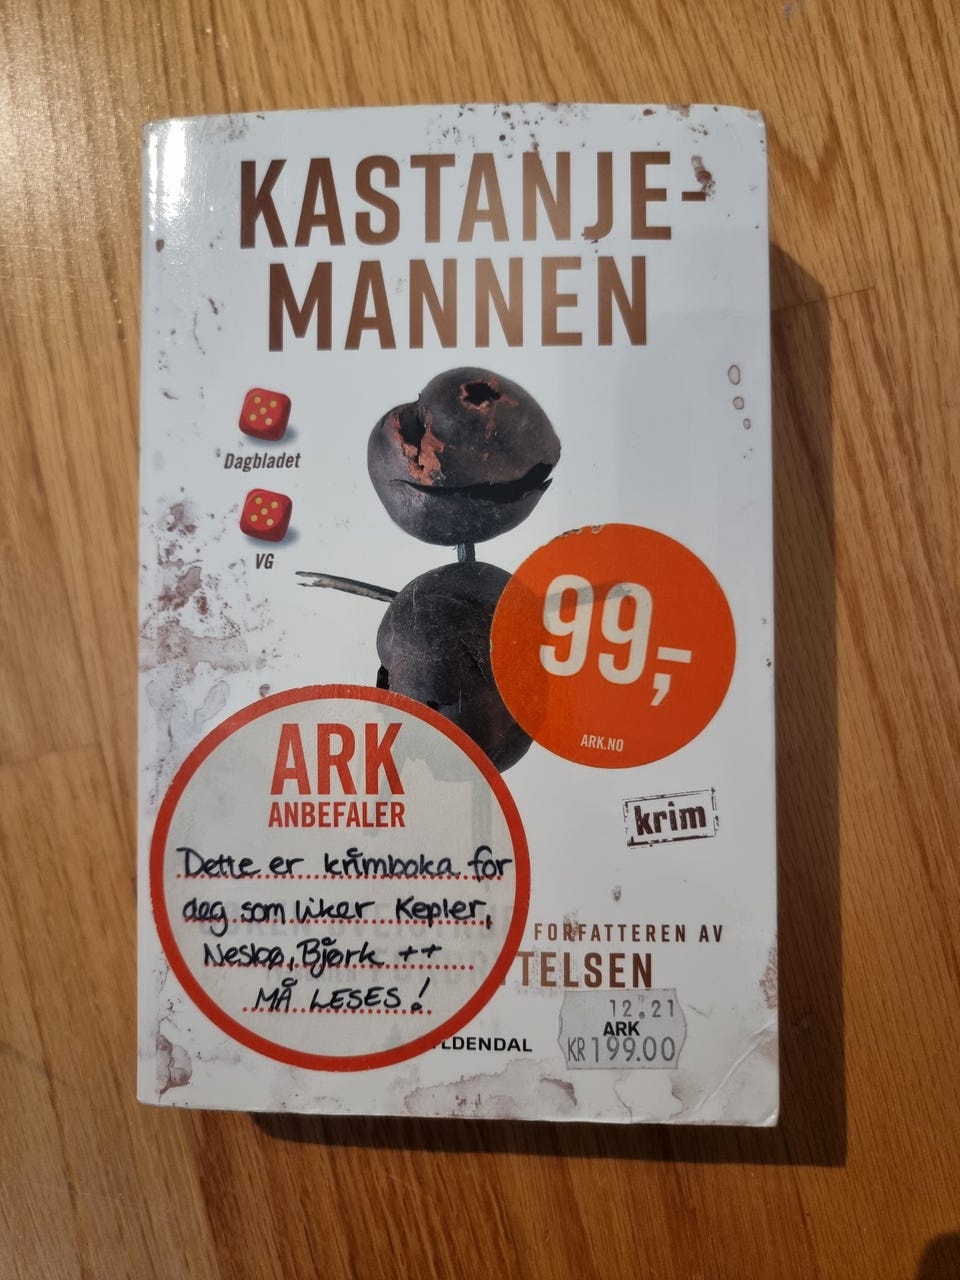 KASTANJE-
MANNEN
Dagbladet
VG
99,-
ARK.NO
ARK
ANBEFALER
Dette er krimboka for
deg som liker Kepler,
Nesbø, Bjørk ++
MÅ LESES!
krim
FORFATTEREN AV
TELSEN
LDENDAL
12.21
ARK
KR 199.00